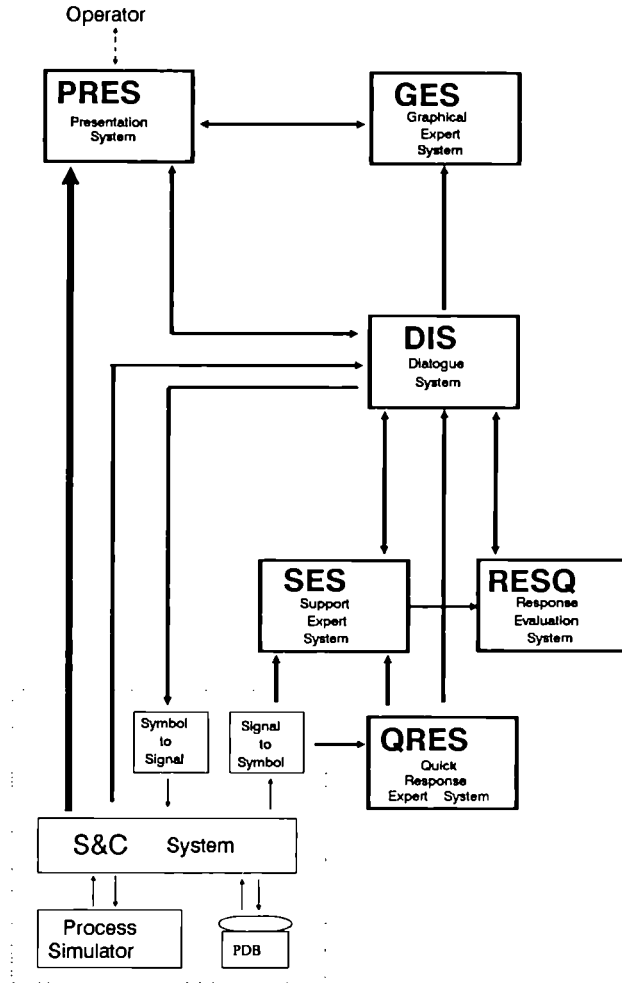 Operator
PRES
Presentation
System
GES
Graphical
Expert
System
DIS
Dialogue
System
SES
Support
Expert
System
RESQ
Response
Evaluation
System
Symbol
to
Signal
Signal
to
Symbol
QRES
Quick
Response
Expert System
S&C System
Process
Simulator
PDB